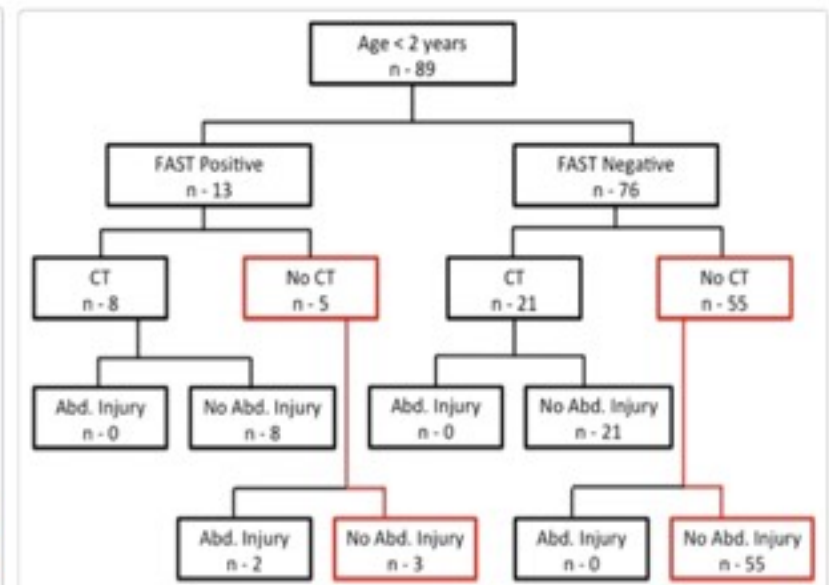 Age < 2 years
n - 89
FAST Positive
n - 13
FAST Negative
n - 76
CT
n - 8
No CT
n - 5
CT
n - 21
No CT
n - 55
Abd. Injury
n - 0
No Abd. Injury
n - 8
Abd. Injury
n - 0
No Abd. Injury
n - 21
Abd. Injury
n - 2
No Abd. Injury
n - 3
Abd. Injury
n - 0
No Abd. Injury
n - 55